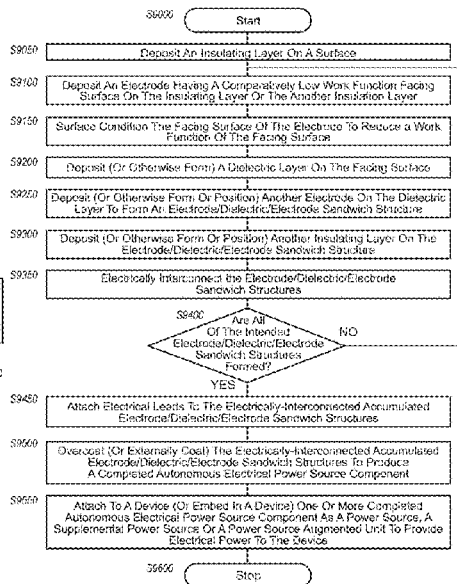 S9000
Start
S9050
Deposit An Insulating Layer On A Surface
S9100
Deposit An Electrode Having A Comparatively Low Work Function Facing
Surface On The Insulating Layer Or The Another Insulation Layer
S9150
Surface Condition The Facing Surface Of The Electrode To Reduce a Work
Function Of The Facing Surface
S9200
Deposit (Or Otherwise Form) A Dielectric Layer On The Facing Surface
S9250
Deposit (Or Otherwise Form Or Position) Another Electrode On The Dielectric
Layer To Form An Electrode/Dielectric/Electrode Sandwich Structure
S9300
Deposit (Or Otherwise Form Or Position) Another Insulating Layer On The
Electrode/Dielectric/Electrode Sandwich Structure
S9350
Electrically Interconnect the Electrode/Dielectric/Electrode
Sandwich Structures
S9400
Are All
Of The Intended
Electrode/Dielectric/Electrode
Sandwich Structures
Formed?
NO
YES
S9450
Attach Electrical Leads To The Electrically-Interconnected Accumulated
Electrode/Dielectric/Electrode Sandwich Structures
S9500
Overcoat (Or Externally Coat) The Electrically-Interconnected Accumulated
Electrode/Dielectric/Electrode Sandwich Structures To Produce
A Completed Autonomous Electrical Power Source Component
S9550
Attach To A Device (Or Embed In A Device) One Or More Completed
Autonomous Electrical Power Source Component As A Power Source, A
Supplemental Power Source Or A Power Source Augmented Unit To Provide
Electrical Power To The Device
S9600
Stop